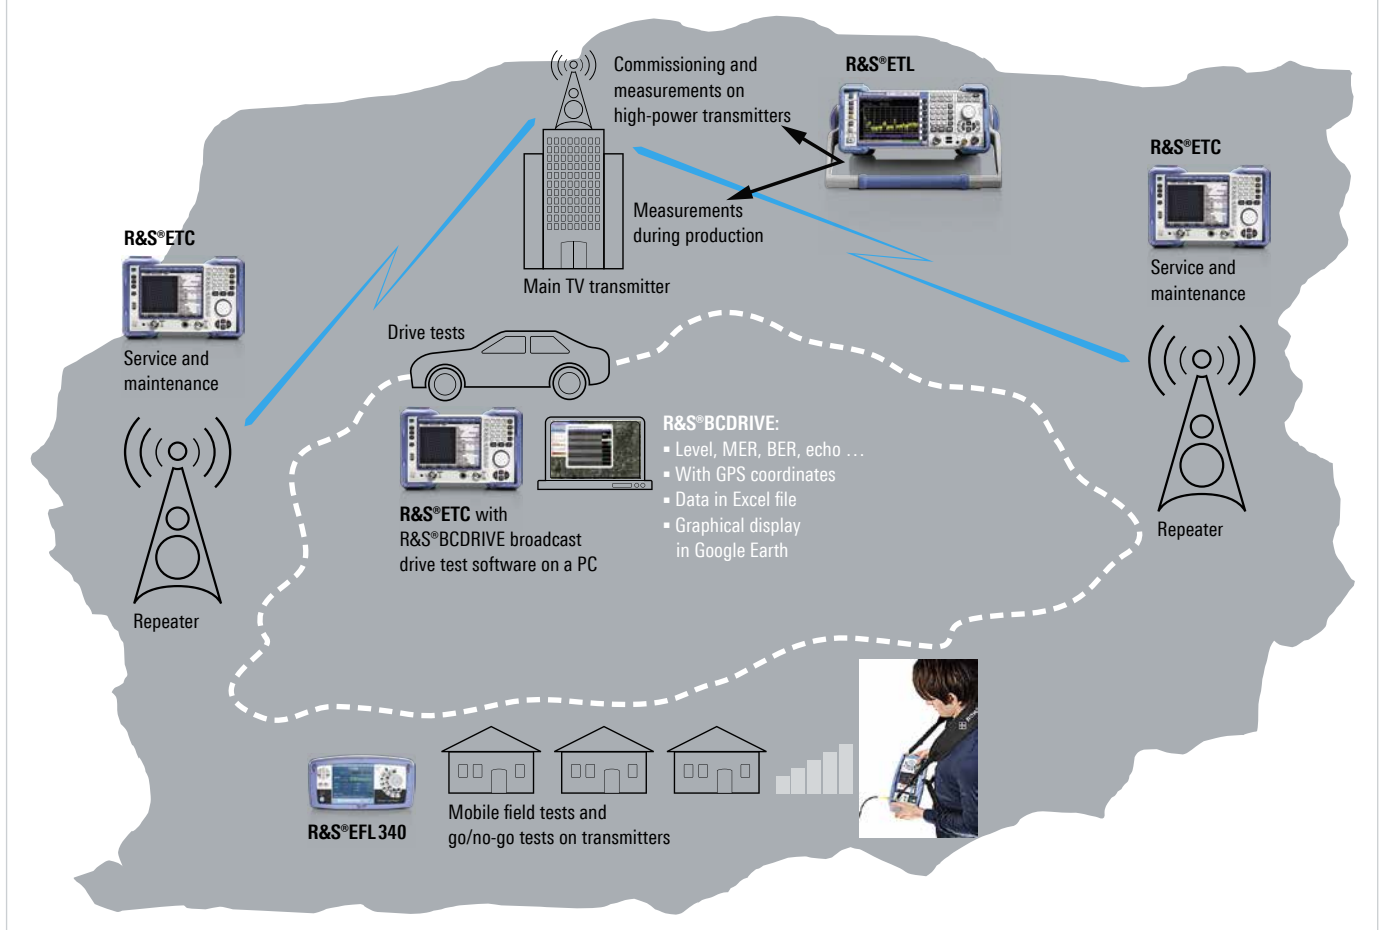 Commissioning and
measurements on
high-power transmitters
R&S®ETL
R&S®ETC
Service and
maintenance
Repeater
Measurements
during production
Main TV transmitter
R&S®ETC
Service and
maintenance
Repeater
Drive tests
R&S®ETC with
R&S®BCDRIVE broadcast
drive test software on a PC
R&S®BCDRIVE:
▪ Level, MER, BER, echo …
▪ With GPS coordinates
▪ Data in Excel file
▪ Graphical display
in Google Earth
R&S®EFL 340
Mobile field tests and
go/no-go tests on transmitters